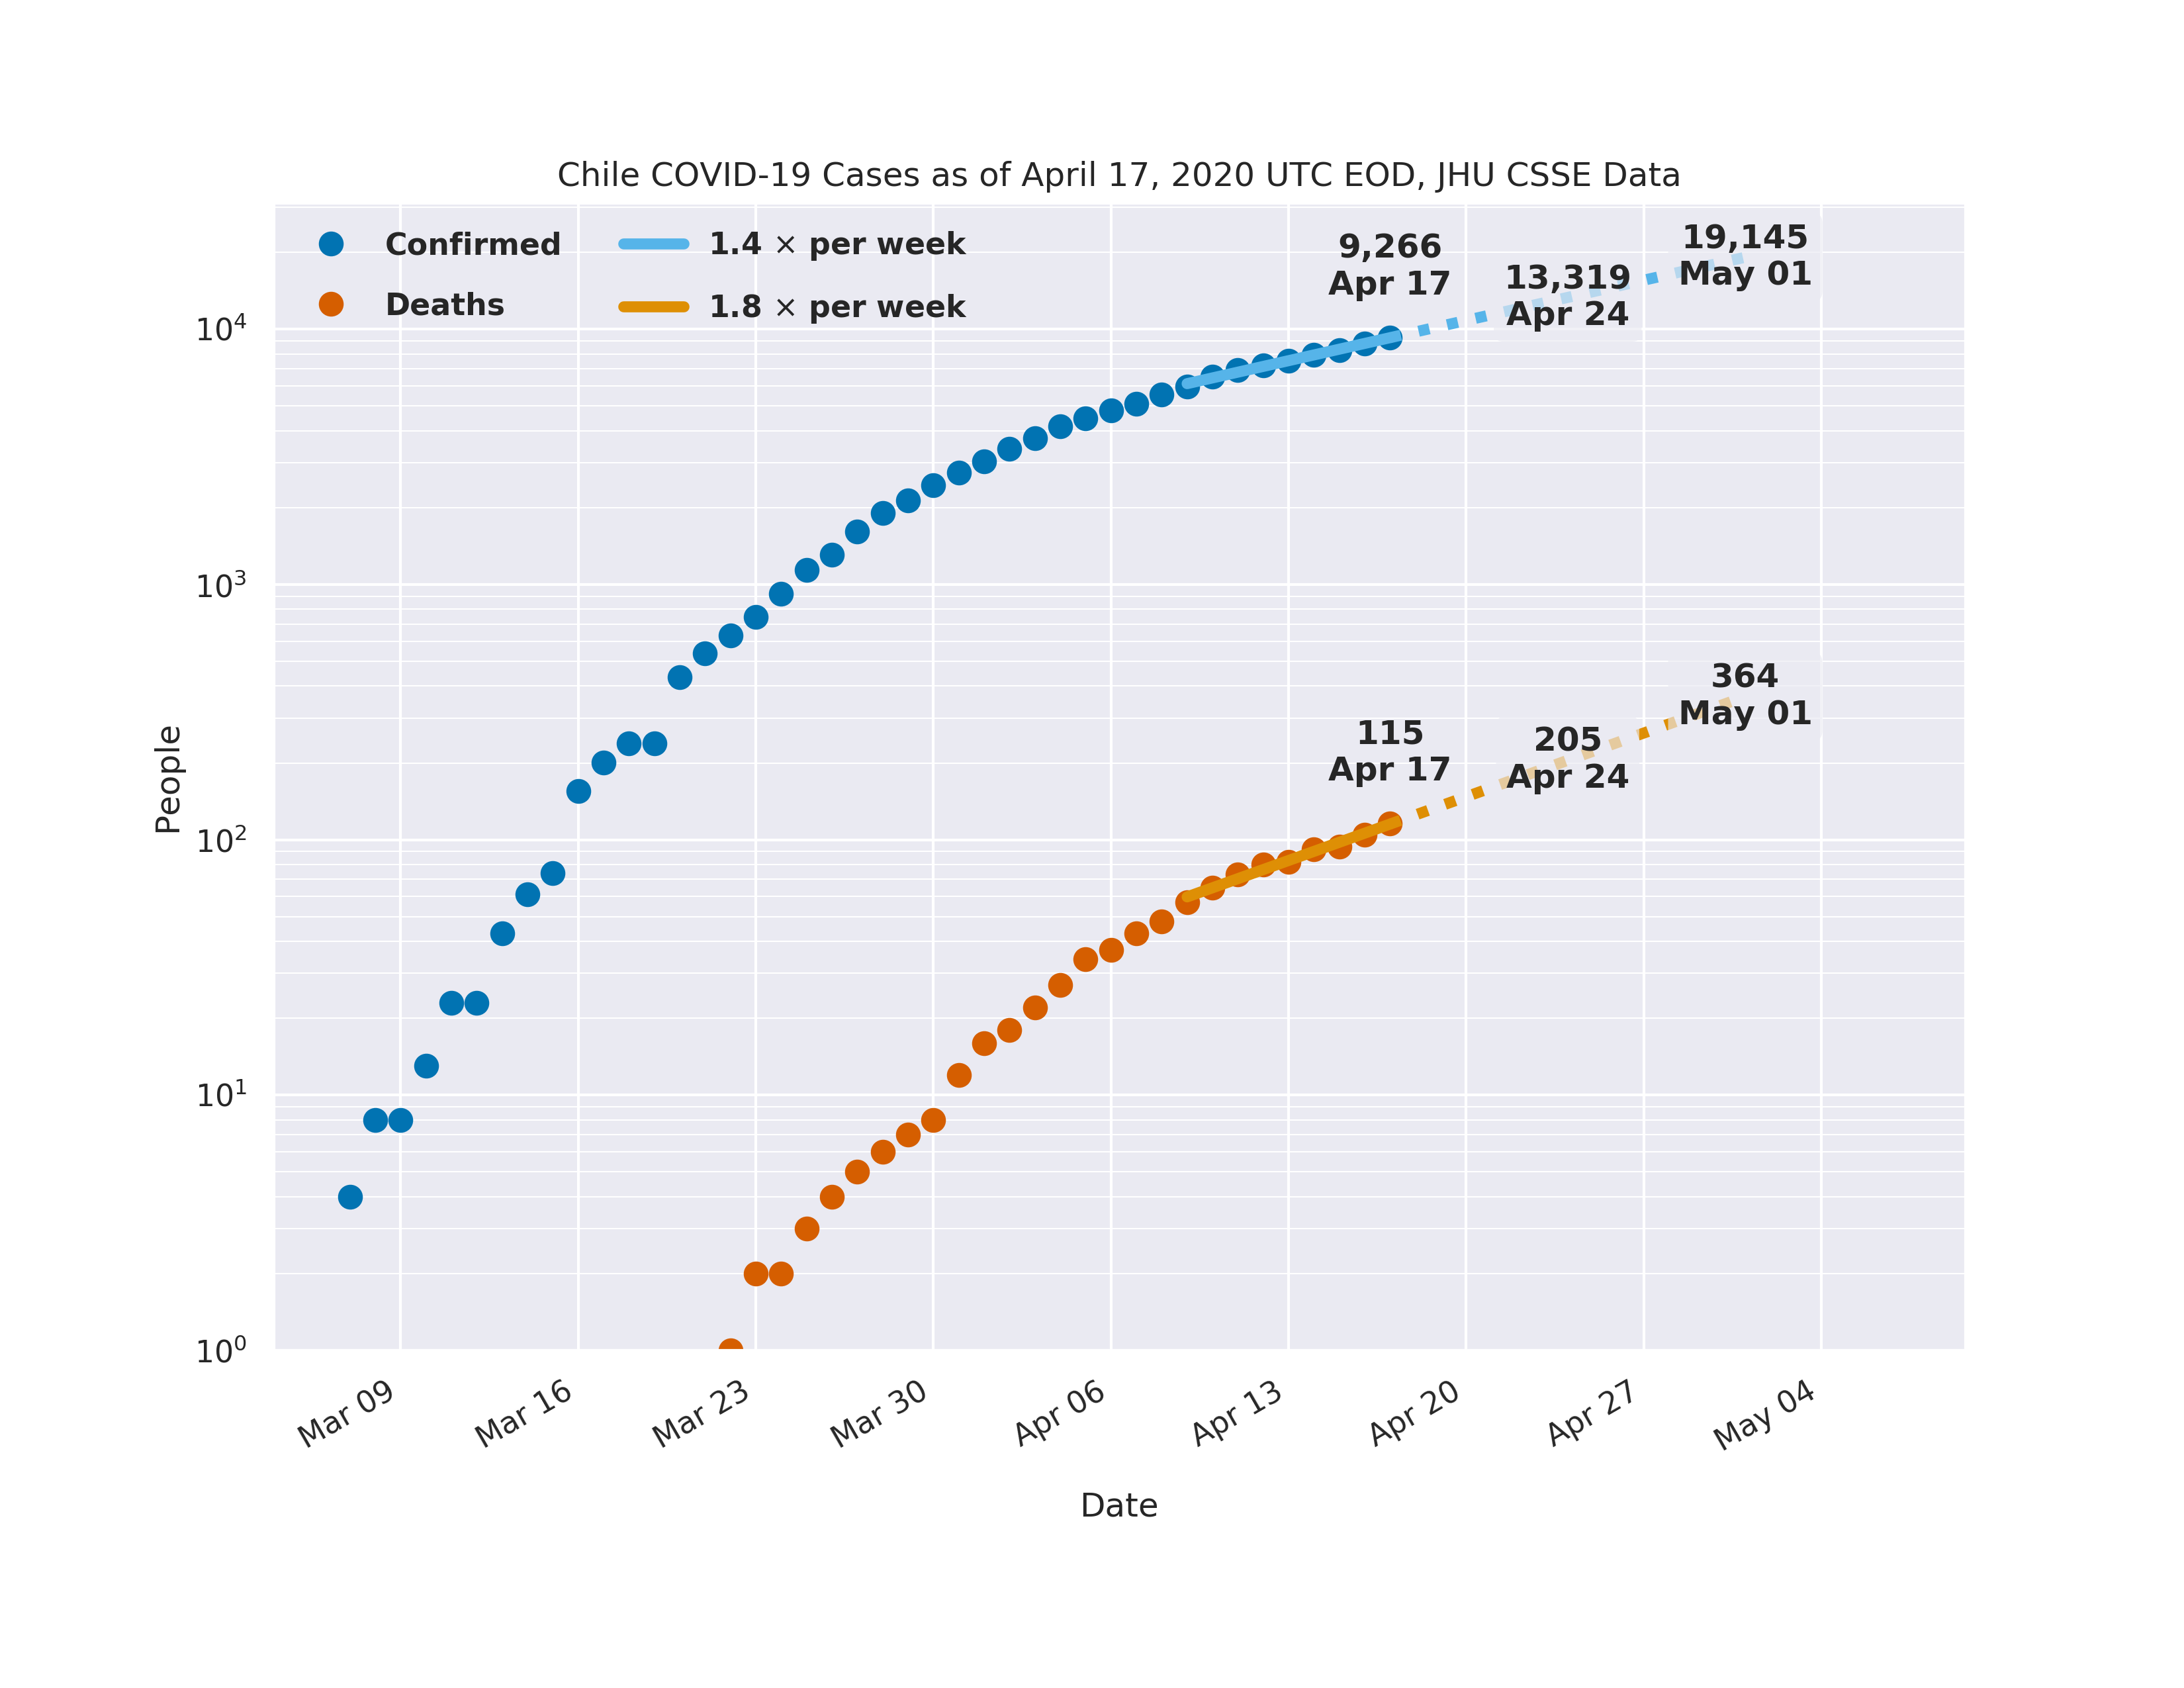 Chile COVID-19 Cases as of April 17, 2020 UTC EOD, JHU CSSE Data
Confirmed
Deaths
1.4 × per week
1.8 × per week
9,266
Apr 17
13,319
Apr 24
19,145
May 01
115
Apr 17
205
Apr 24
364
May 01
People
10⁴
10³
10²
10¹
10⁰
Mar 09
Mar 16
Mar 23
Mar 30
Apr 06
Apr 13
Apr 20
Apr 27
May 04
Date